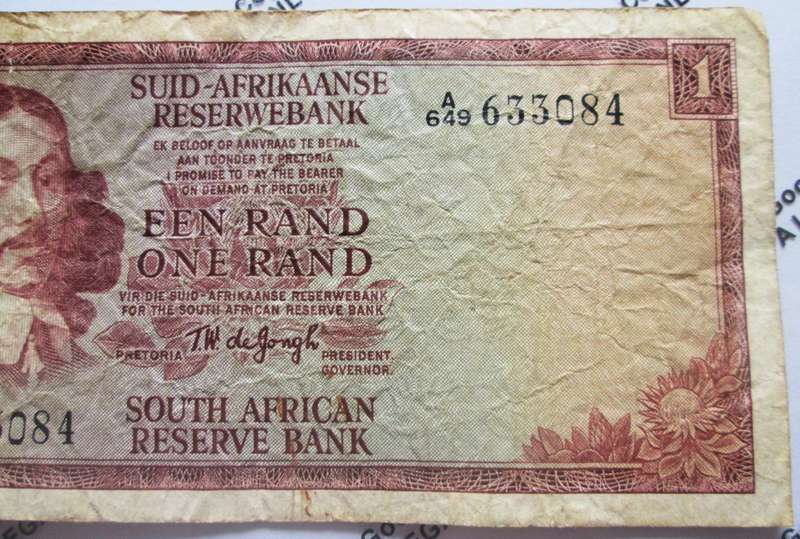 SUID-AFRIKAANSE
RESERWEBANK
A
649 633084
1
EK BELOOF OP AANVRAAG TE BETAAL
AAN TOONDER TE PRETORIA
I PROMISE TO PAY THE BEARER
ON DEMAND AT PRETORIA
EEN RAND
ONE RAND
VIR DIE SUID-AFRIKAANSE RESERWEBANK
FOR THE SOUTH AFRICAN RESERVE BANK
T.W. de Jongh
PRETORIA PRESIDENT.
GOVERNOR.
084
SOUTH AFRICAN
RESERVE BANK